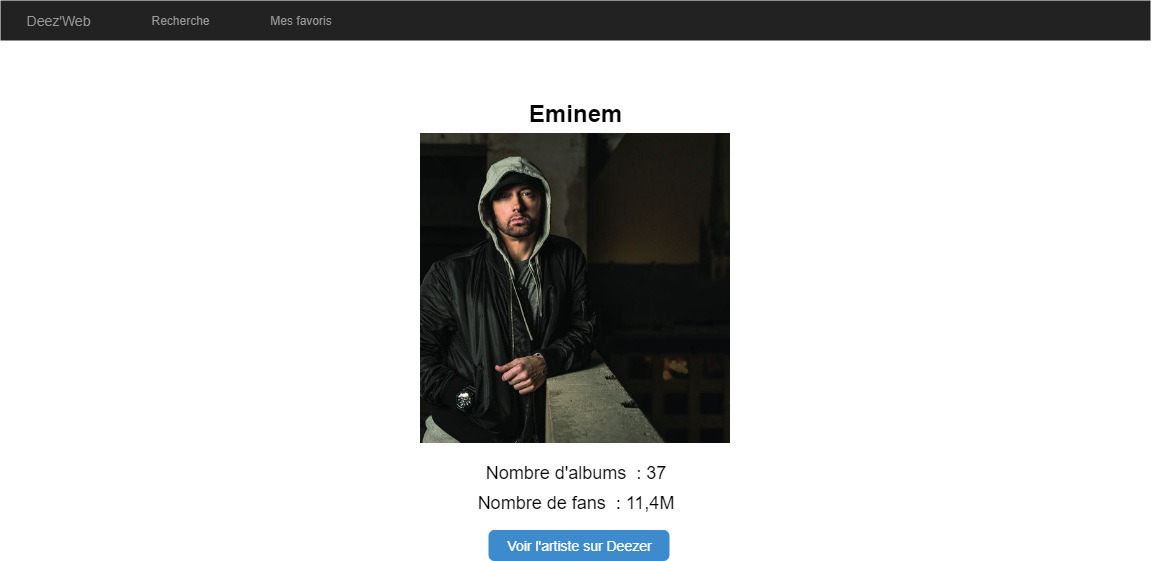 Deez'Web Recherche Mes favoris
Eminem
Nombre d'albums : 37
Nombre de fans : 11,4M
Voir l'artiste sur Deezer